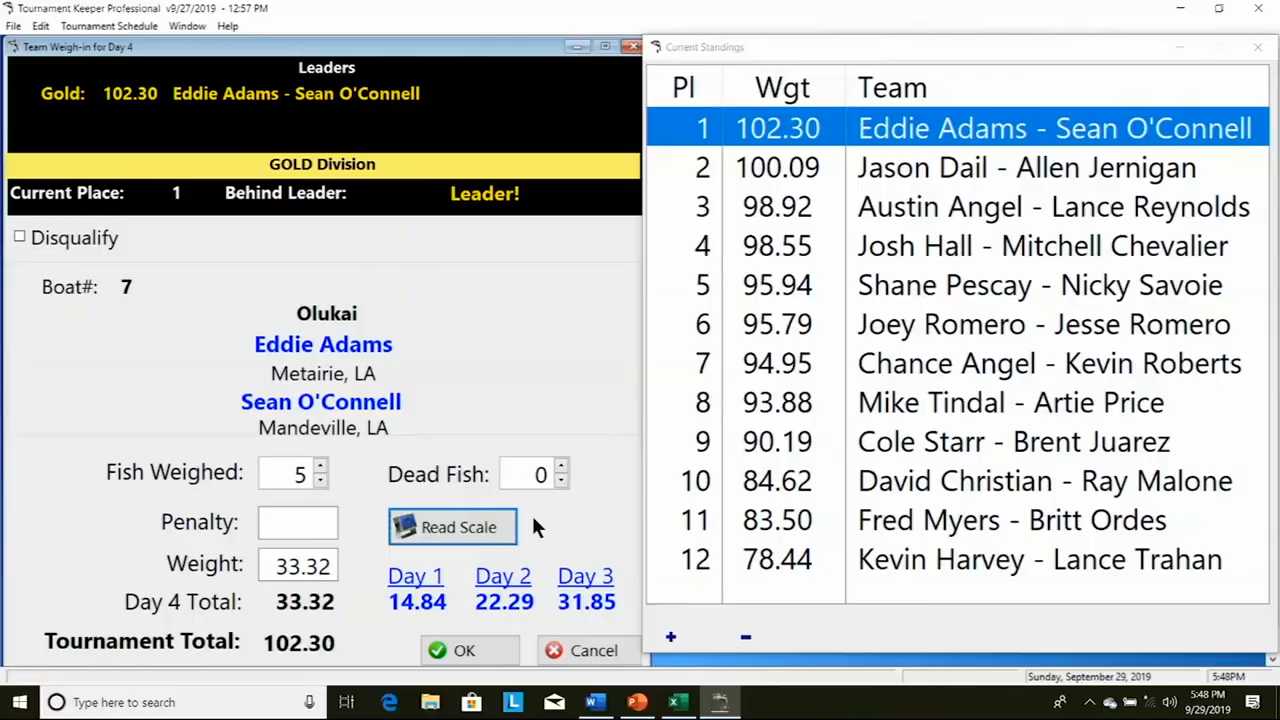 Tournament Keeper Professional v9/27/2019 - 12:57 PM
File Edit Tournament Schedule Window Help
Team Weigh-in for Day 4
Leaders
Gold: 102.30 Eddie Adams - Sean O'Connell
GOLD Division
Current Place: 1 Behind Leader: Leader!
Disqualify
Boat#: 7
Olukai
Eddie Adams
Metairie, LA
Sean O'Connell
Mandeville, LA
Fish Weighed: 5 Dead Fish: 0
Penalty: Read Scale
Weight: 33.32
Day 1 Day 2 Day 3
Day 4 Total: 33.32 14.84 22.29 31.85
Tournament Total: 102.30 OK Cancel
Current Standings
Pl Wgt Team
1 102.30 Eddie Adams - Sean O'Connell
2 100.09 Jason Dail - Allen Jernigan
3 98.92 Austin Angel - Lance Reynolds
4 98.55 Josh Hall - Mitchell Chevalier
5 95.94 Shane Pescay - Nicky Savoie
6 95.79 Joey Romero - Jesse Romero
7 94.95 Chance Angel - Kevin Roberts
8 93.88 Mike Tindal - Artie Price
9 90.19 Cole Starr - Brent Juarez
10 84.62 David Christian - Ray Malone
11 83.50 Fred Myers - Britt Ordes
12 78.44 Kevin Harvey - Lance Trahan
+ -
Sunday, September 29, 2019 5:48PM
Type here to search
5:48 PM
9/29/2019